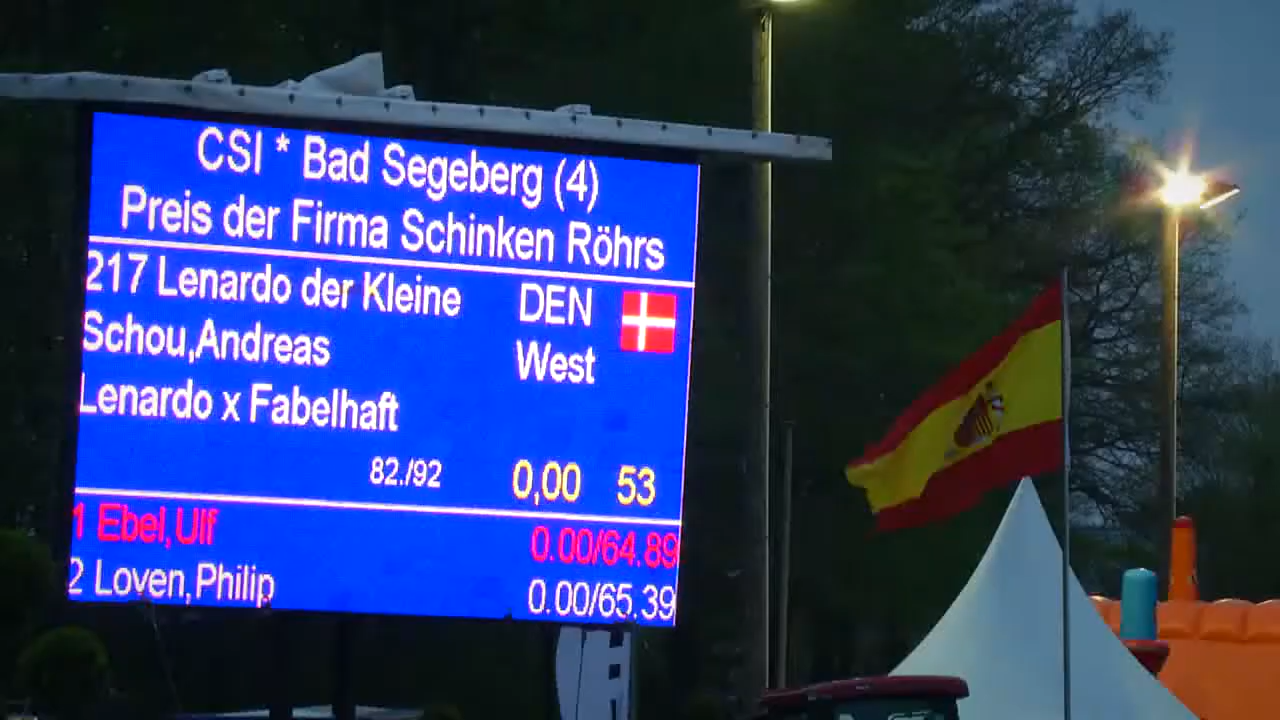 CSI * Bad Segeberg (4)
Preis der Firma Schinken Röhrs
217 Lenardo der Kleine DEN
Schou,Andreas West
Lenardo x Fabelhaft
82./92 0,00 53
1 Ebel,Ulf 0.00/64.89
2 Loven,Philip 0.00/65.39